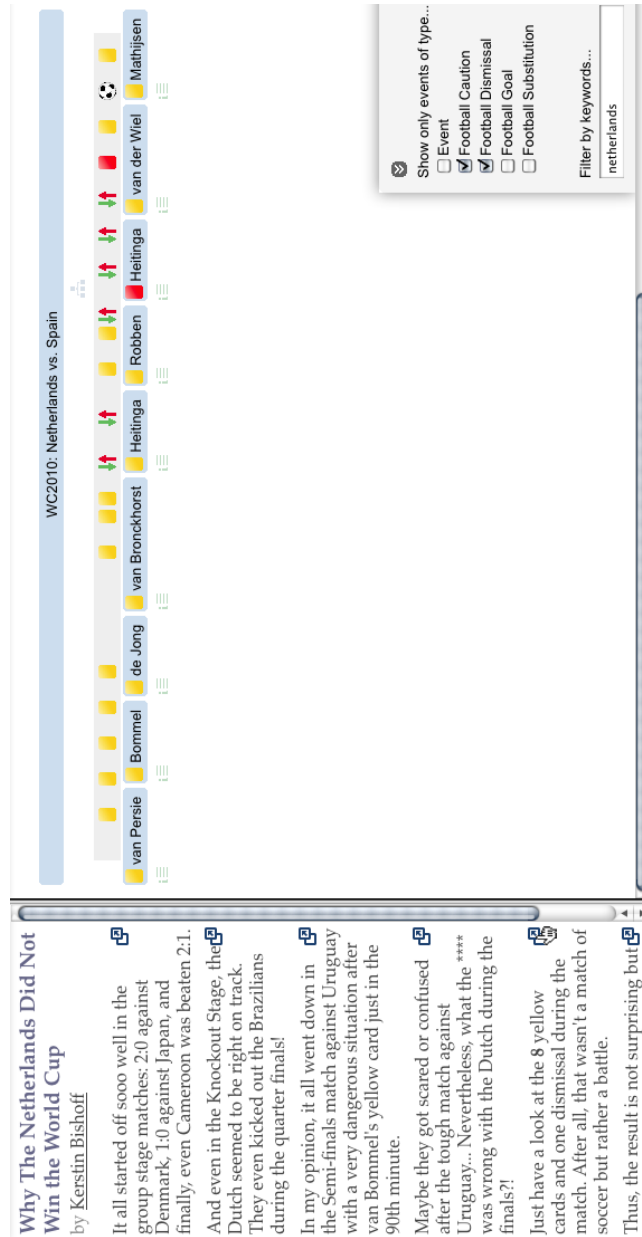 Why The Netherlands Did Not
Win the World Cup
by Kerstin Bishoff
It all started off sooo well in the
group stage matches: 2:0 against
Denmark, 1:0 against Japan, and
finally, even Cameroon was beaten 2:1.
And even in the Knockout Stage, the
Dutch seemed to be right on track.
They even kicked out the Brazilians
during the quarter finals!
In my opinion, it all went down in
the Semi-finals match against Uruguay
with a very dangerous situation after
van Bommel's yellow card just in the
90th minute.
Maybe they got scared or confused
after the tough match against
Uruguay... Nevertheless, what the ****
was wrong with the Dutch during the
finals?!
Just have a look at the 8 yellow
cards and one dismissal during the
match. After all, that wasn't a match of
soccer but rather a battle.
Thus, the result is not surprising but
WC2010: Netherlands vs. Spain
van Persie
Bommel
de Jong
van Bronckhorst
Heitinga
Robben
Heitinga
van der Wiel
Mathijsen
Show only events of type...
Event
Football Caution
Football Dismissal
Football Goal
Football Substitution
Filter by keywords...
netherlands